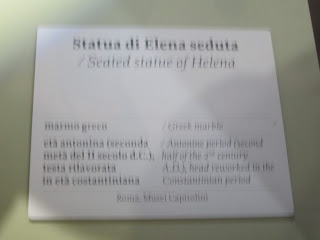 Statua di Elena seduta
/ Seated statue of Helena
marmo greco
/ Greek marble
età antonina (seconda
metà del II secolo d.C.),
testa rilavorata
in età costantiniana
/ Antonine period (second
half of the 2nd century
A.D.), head reworked in the
Constantinian period
Roma, Musei Capitolini